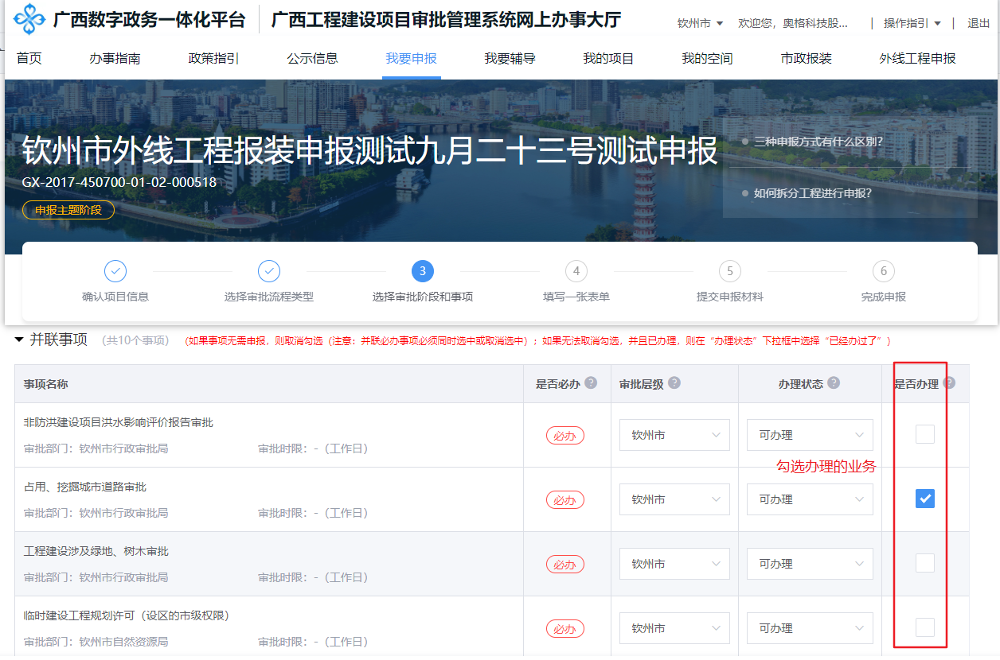 广西数字政务一体化平台 广西工程建设项目审批管理系统网上办事大厅 钦州市 欢迎您，奥格科技股... | 操作指引 | 退出
首页 办事指南 政策指引 公示信息 我要申报 我要辅导 我的项目 我的空间 市政报装 外线工程申报
钦州市外线工程报装申报测试九月二十三号测试申报
GX-2017-450700-01-02-000518
申报主题阶段
三种申报方式有什么区别?
如何拆分工程进行申报?
3 4 5 6
确认项目信息 选择审批流程类型 选择审批阶段和事项 填写一张表单 提交申报材料 完成申报
并联事项 （共10个事项） （如果事项无需申报，则取消勾选（注意：并联必办事项必须同时选中或取消选中）；如果无法取消勾选，并且已办理，则在“办理状态”下拉框中选择“已经办过了”）
事项名称 是否必办 ? 审批层级 ? 办理状态 ? 是否办理 ?
非防洪建设项目洪水影响评价报告审批
必办 钦州市 可办理
审批部门：钦州市行政审批局 审批时限：-（工作日）
勾选办理的业务
占用、挖掘城市道路审批
必办 钦州市 可办理
审批部门：钦州市行政审批局 审批时限：-（工作日）
工程建设涉及绿地、树木审批
必办 钦州市 可办理
审批部门：钦州市行政审批局 审批时限：-（工作日）
临时建设工程规划许可（设区的市级权限）
必办 钦州市 可办理
审批部门：钦州市自然资源局 审批时限：-（工作日）